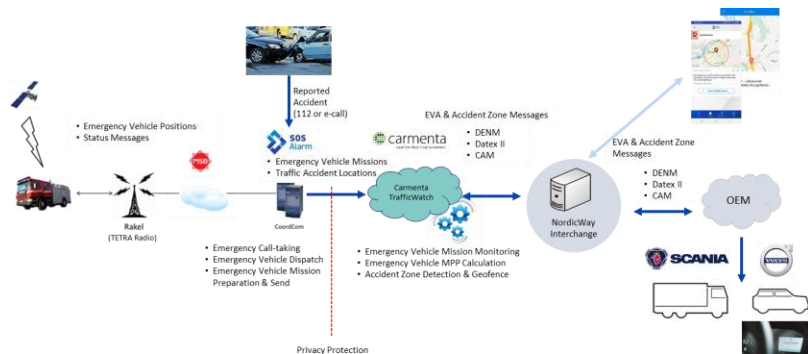 Reported
Accident
(112 or e-call)
• Emergency Vehicle Positions
• Status Messages
MSB
SOS
Alarm
• Emergency Vehicle Missions
• Traffic Accident Locations
carmenta
EVA & Accident Zone Messages
• DENM
• Datex II
• CAM
Carmenta
TrafficWatch
Rakel
(TETRA Radio)
CoordCom
• Emergency Call-taking
• Emergency Vehicle Dispatch
• Emergency Vehicle Mission
Preparation & Send
• Emergency Vehicle Mission Monitoring
• Emergency Vehicle MPP Calculation
• Accident Zone Detection & Geofence
NordicWay
Interchange
EVA & Accident Zone
Messages
• DENM
• Datex II
• CAM
OEM
SCANIA
VOLVO
Privacy Protection